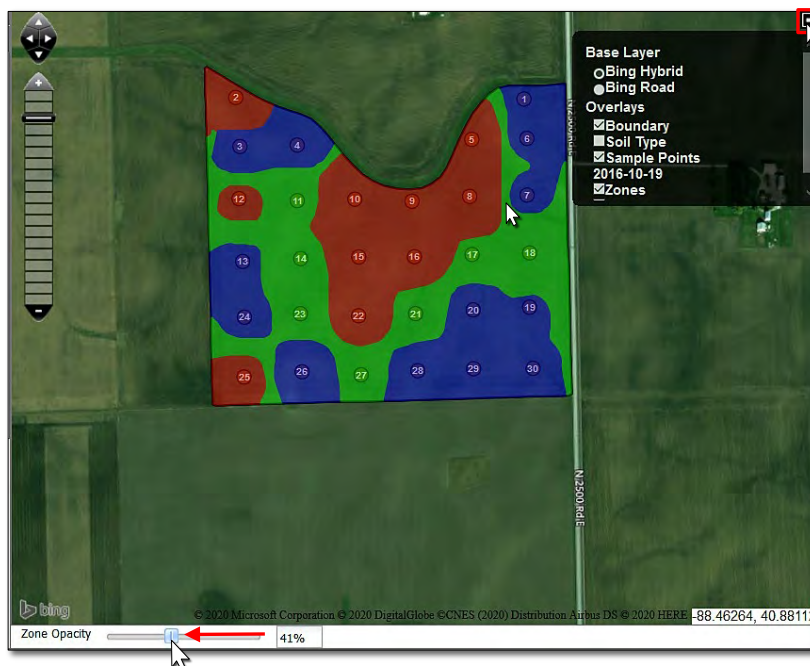 Base Layer
Bing Hybrid
Bing Road
Overlays
Boundary
Soil Type
Sample Points
2016-10-19
Zones
1
2
3
4
5
6
7
8
9
10
11
12
13
14
15
16
17
18
19
20
21
22
23
24
25
26
27
28
29
30
N 2500 Rd E
N 2500 Rd E
bing
© 2020 Microsoft Corporation © 2020 DigitalGlobe ©CNES (2020) Distribution Airbus DS © 2020 HERE
-88.46264, 40.8811
Zone Opacity
41%